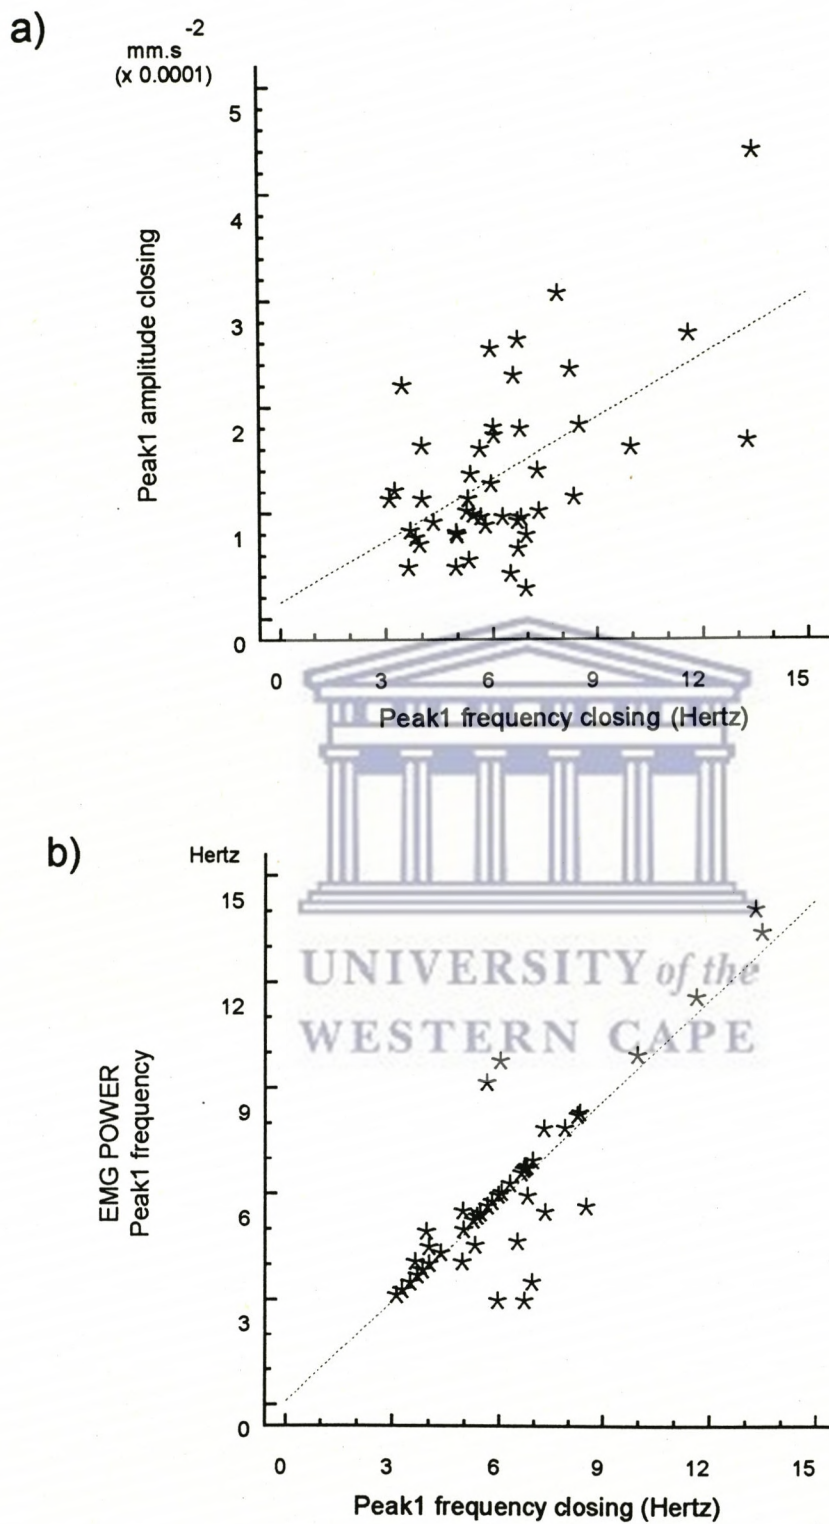 a)
-2
mm.s
(x 0.0001)
5
4
3
2
1
0
Peak1 amplitude closing
0 3 6 9 12 15
Peak1 frequency closing (Hertz)
b)
Hertz
15
12
9
6
3
0
EMG POWER
Peak1 frequency
UNIVERSITY of the
WESTERN CAPE
0 3 6 9 12 15
Peak1 frequency closing (Hertz)